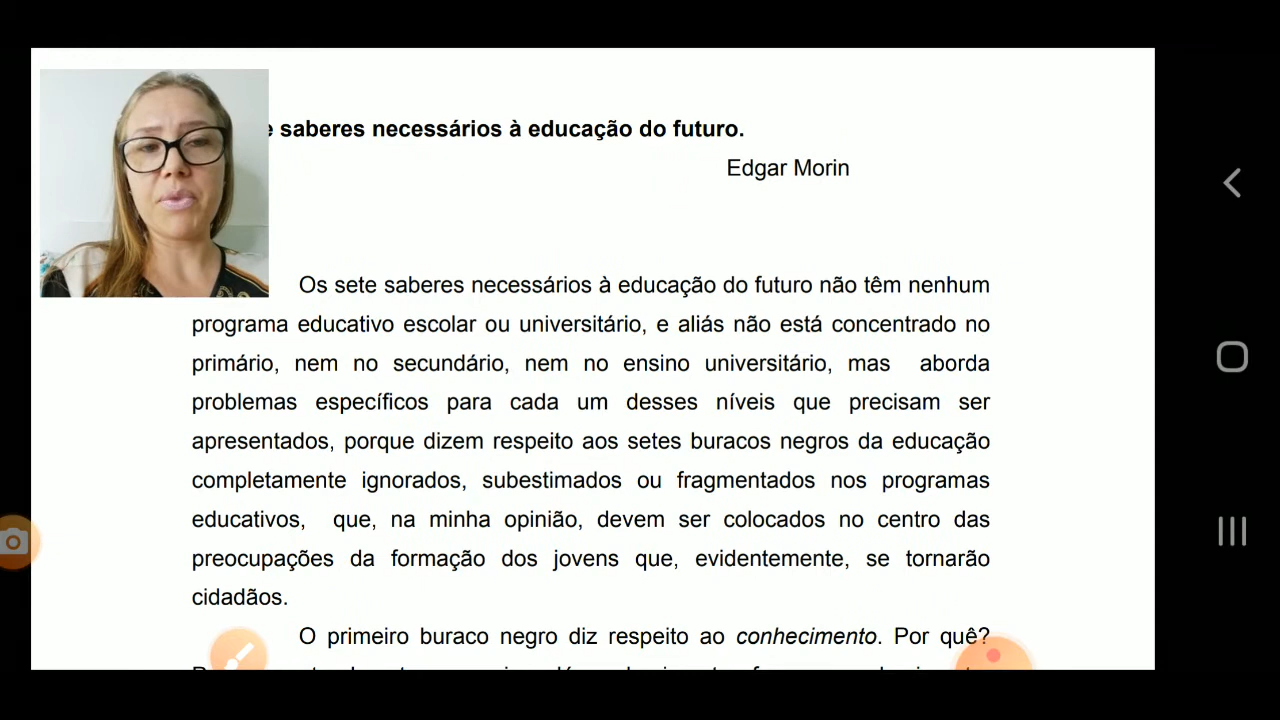 e saberes necessários à educação do futuro.
Edgar Morin
Os sete saberes necessários à educação do futuro não têm nenhum
programa educativo escolar ou universitário, e aliás não está concentrado no
primário, nem no secundário, nem no ensino universitário, mas aborda
problemas específicos para cada um desses níveis que precisam ser
apresentados, porque dizem respeito aos setes buracos negros da educação
completamente ignorados, subestimados ou fragmentados nos programas
educativos, que, na minha opinião, devem ser colocados no centro das
preocupações da formação dos jovens que, evidentemente, se tornarão
cidadãos.
O primeiro buraco negro diz respeito ao conhecimento. Por quê?